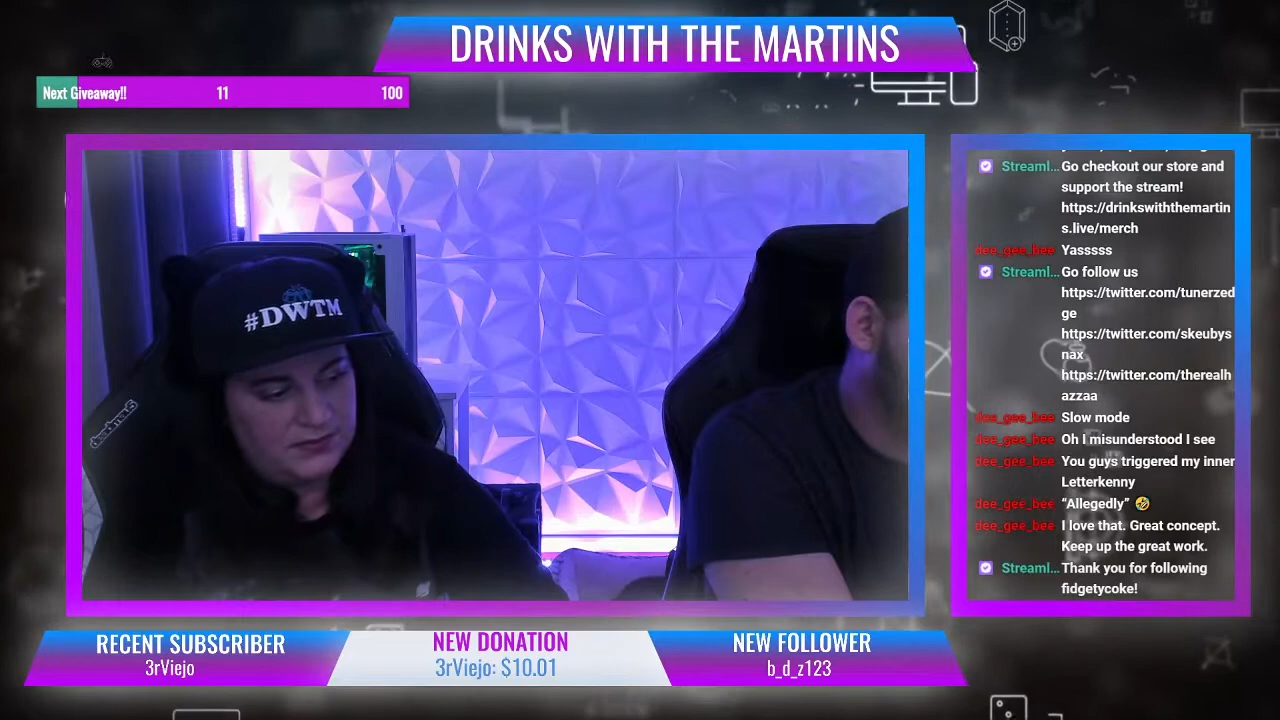 DRINKS WITH THE MARTINS
Next Giveaway!!
11
100
#DWTM
deadmau5
Streaml... Go checkout our store and
support the stream!
https://drinkswiththemartin
s.live/merch
dee_gee_bee Yasssss
Streaml... Go follow us
https://twitter.com/tunerzed
ge
https://twitter.com/skeubys
nax
https://twitter.com/therealh
azzaa
dee_gee_bee Slow mode
dee_gee_bee Oh I misunderstood I see
dee_gee_bee You guys triggered my inner
Letterkenny
dee_gee_bee “Allegedly” 🤣
dee_gee_bee I love that. Great concept.
Keep up the great work.
Streaml... Thank you for following
fidgetycoke!
RECENT SUBSCRIBER
3rViejo
NEW DONATION
3rViejo: $10.01
NEW FOLLOWER
b_d_z123